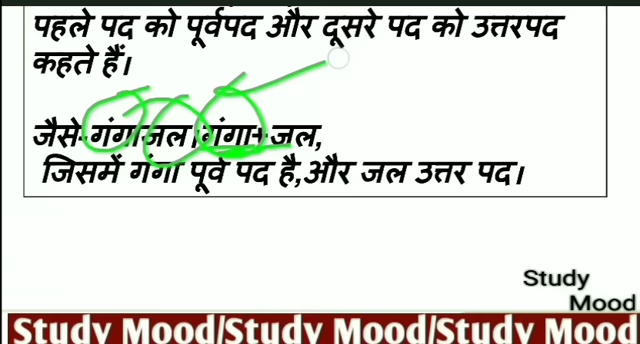 पहले पद को पूर्वपद और दूसरे पद को उत्तरपद
कहते हैं।
जैसे-गंगाजल।गंगा+जल,
जिसमें गंगा पूर्व पद है,और जल उत्तर पद।
Study
Mood
Study Mood/Study Mood/Study Mood